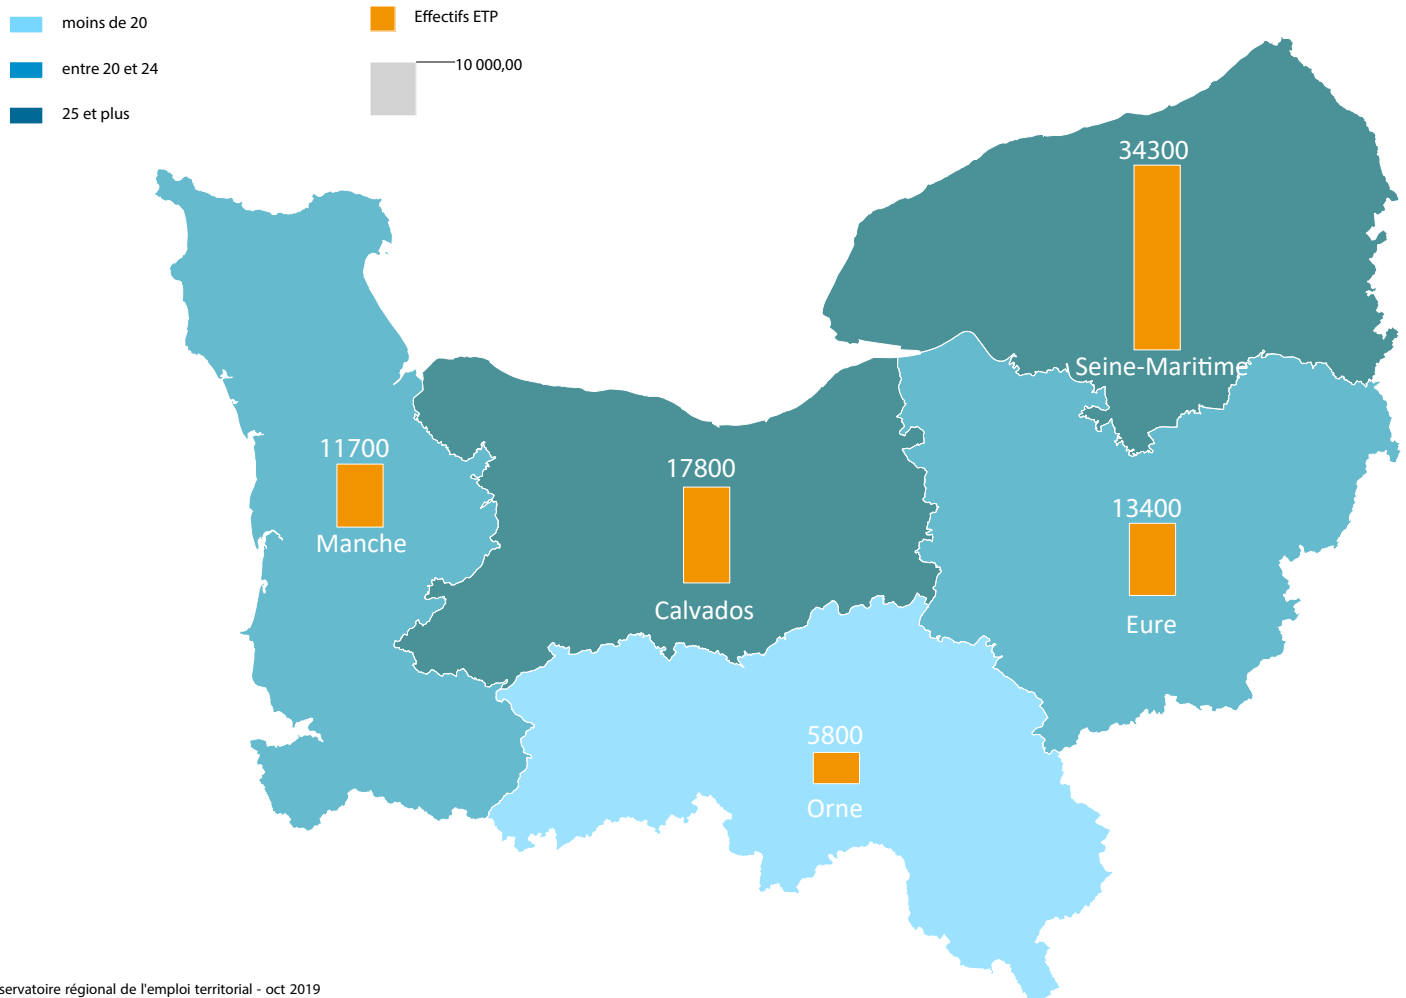 moins de 20
entre 20 et 24
25 et plus
Effectifs ETP
10 000,00
34300
Seine-Maritime
11700
Manche
17800
Calvados
13400
Eure
5800
Orne
servatoire régional de l'emploi territorial - oct 2019